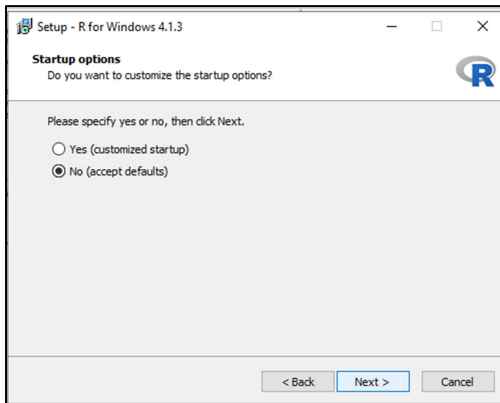 Setup - R for Windows 4.1.3
Startup options
Do you want to customize the startup options?
R
Please specify yes or no, then click Next.
Yes (customized startup)
No (accept defaults)
< Back
Next >
Cancel